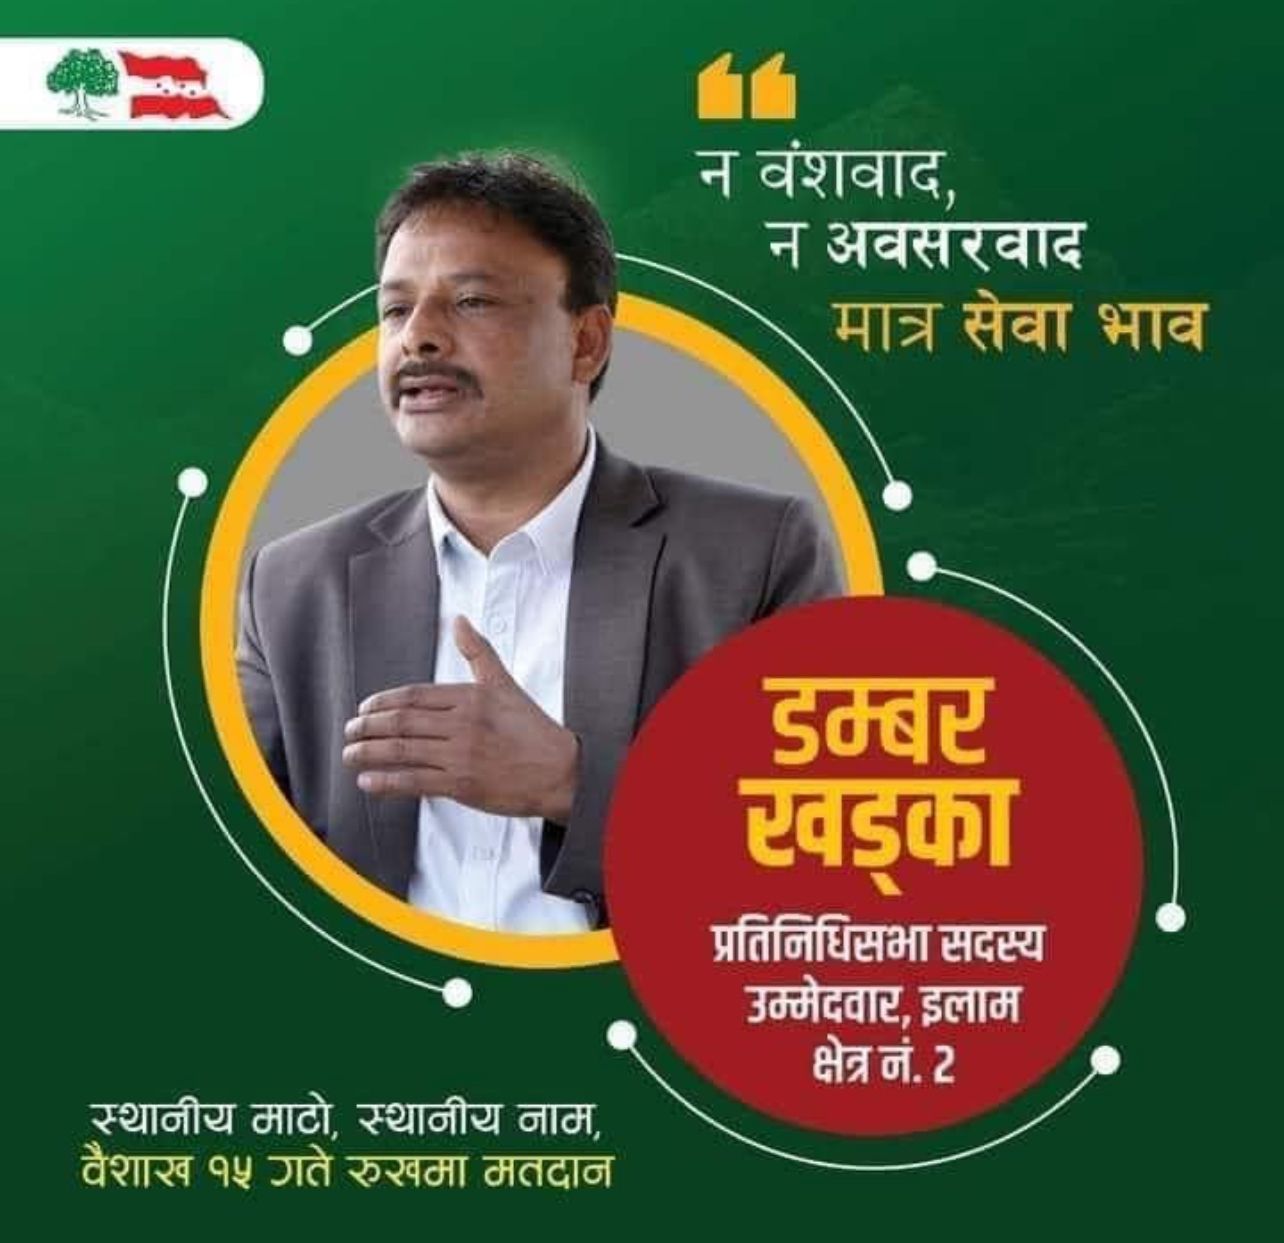 न वंशवाद,
न अवसरवाद
मात्र सेवा भाव
डम्बर
खड्का
प्रतिनिधिसभा सदस्य
उम्मेदवार, इलाम
क्षेत्र नं. 2
स्थानीय माटो, स्थानीय नाम,
वैशाख १५ गते रुखमा मतदान